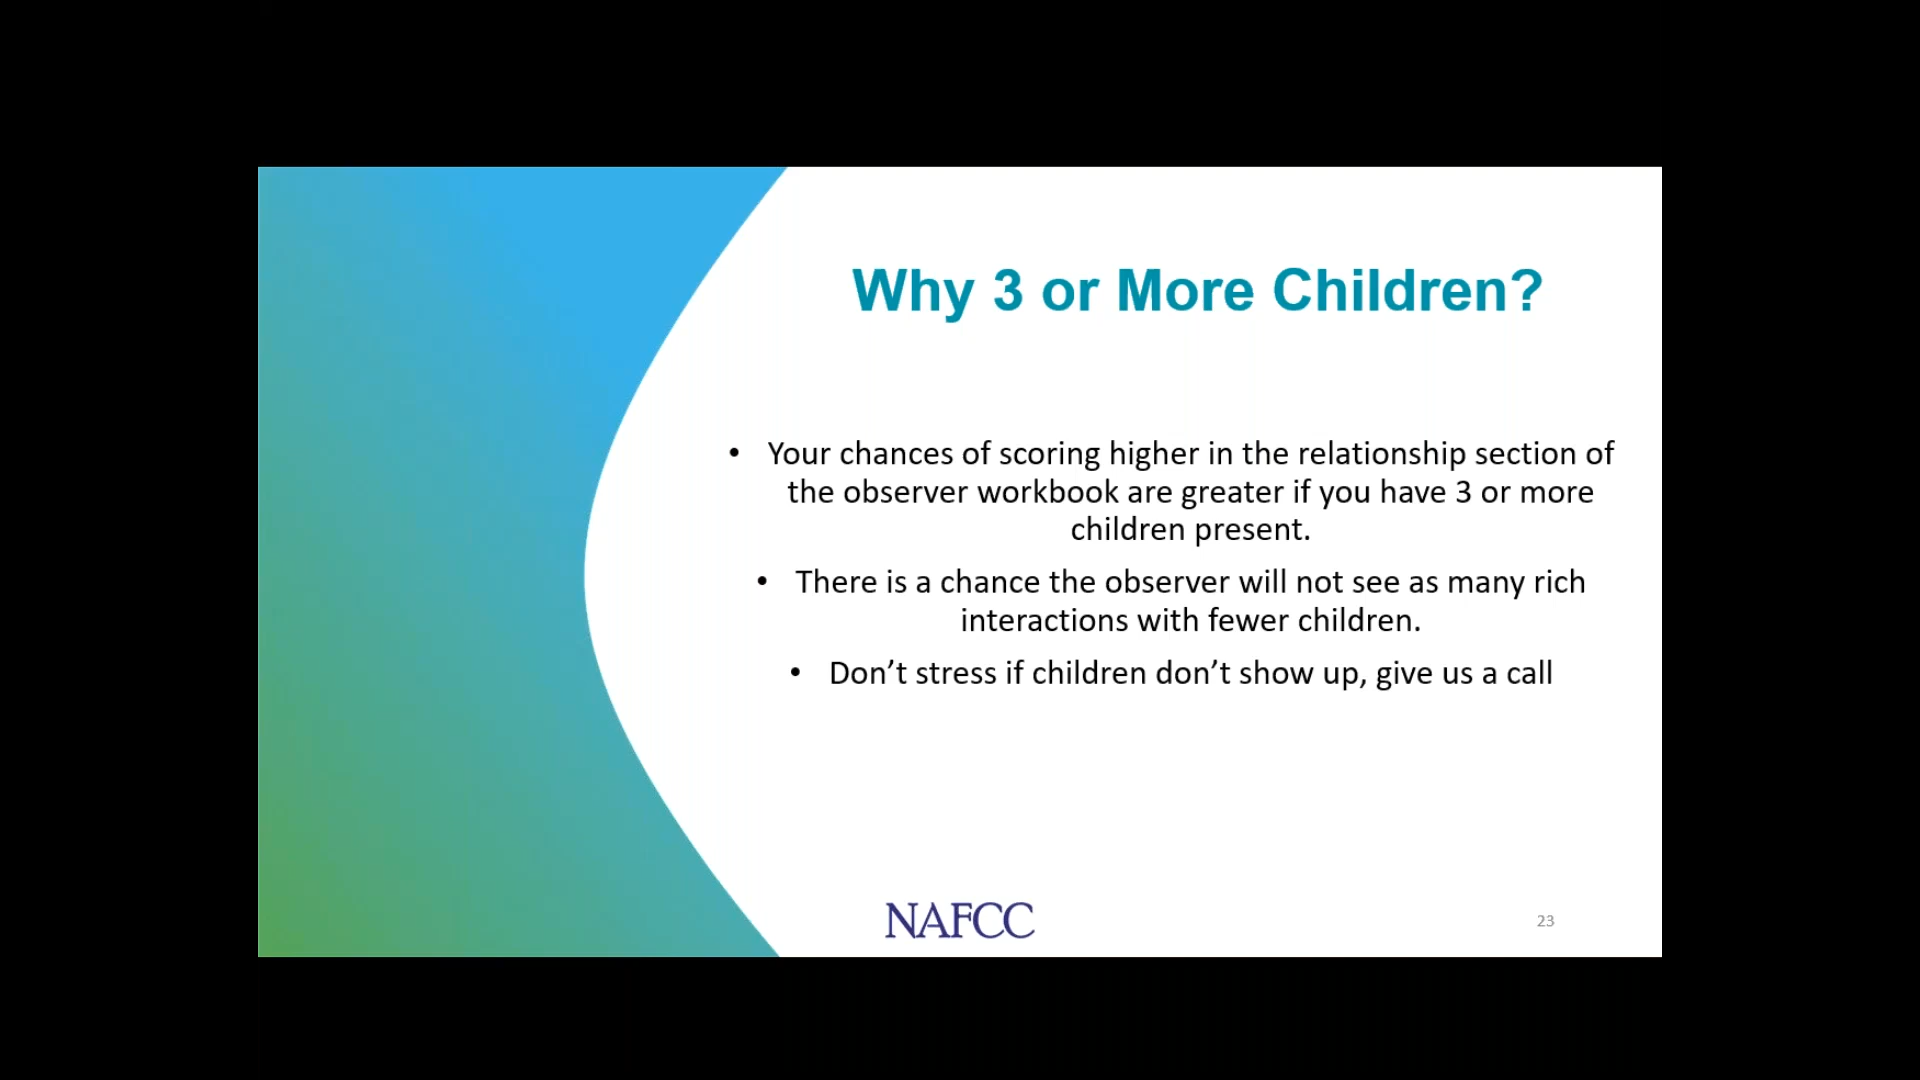 Why 3 or More Children?
• Your chances of scoring higher in the relationship section of
the observer workbook are greater if you have 3 or more
children present.
• There is a chance the observer will not see as many rich
interactions with fewer children.
• Don’t stress if children don’t show up, give us a call
NAFCC
23